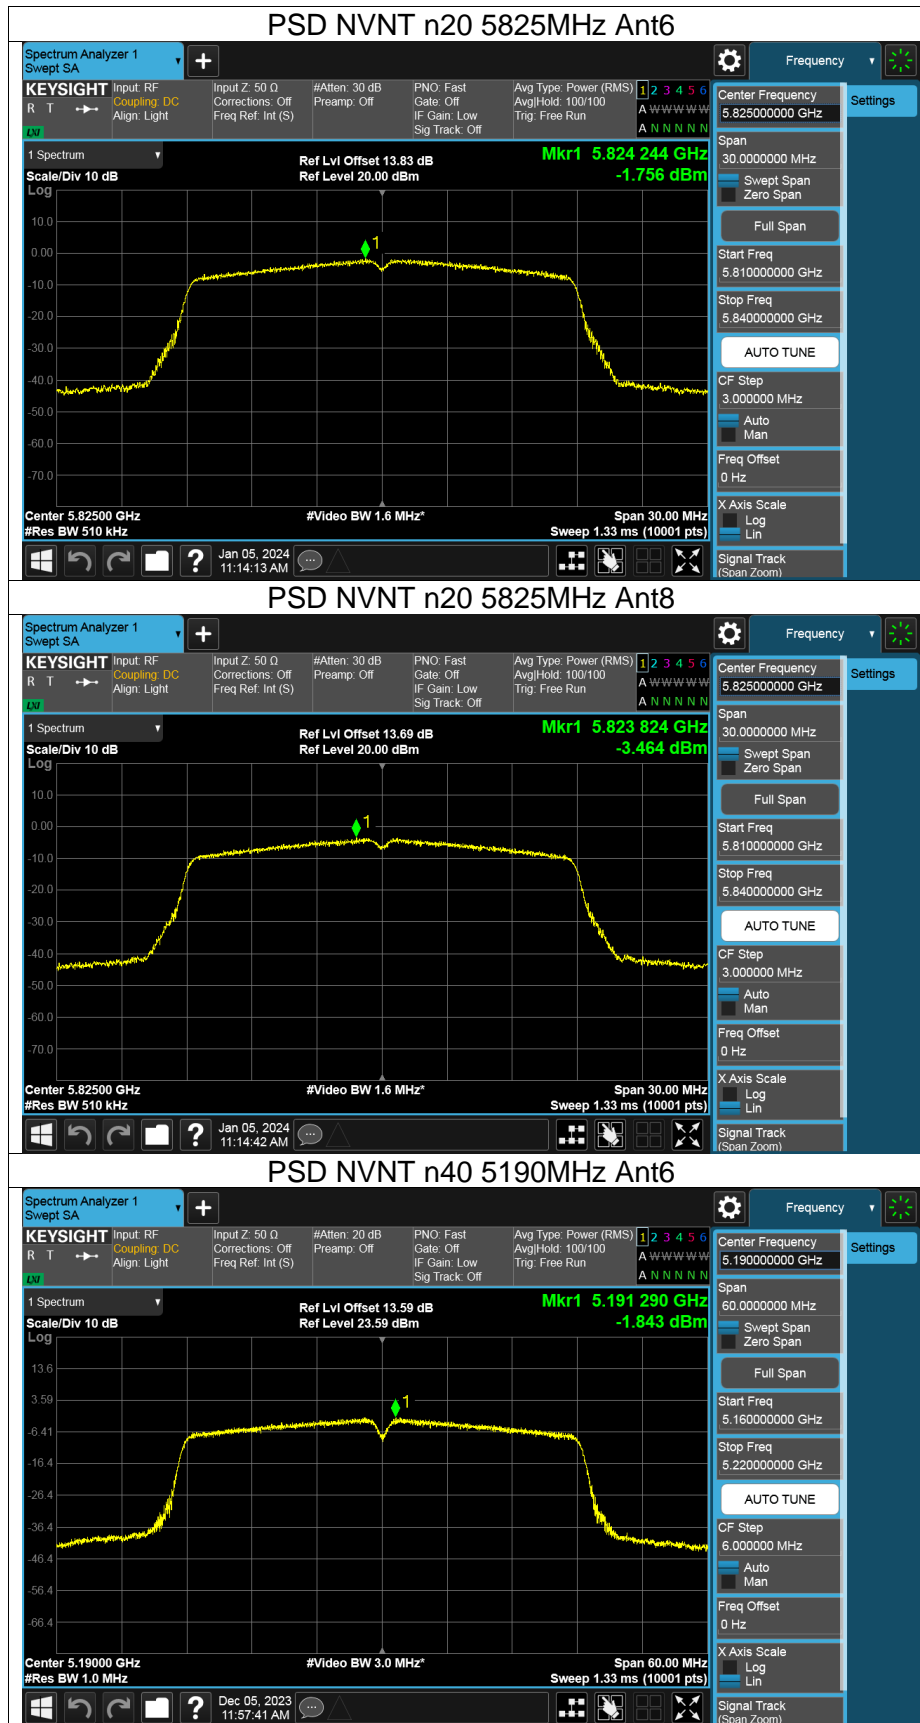 PSD NVNT n20 5825MHz Ant6
Spectrum Analyzer 1
Swept SA
Frequency
KEYSIGHT
R T
LXI
Input: RF
Coupling: DC
Align: Light
Input Z: 50 Ω
Corrections: Off
Freq Ref: Int (S)
#Atten: 30 dB
Preamp: Off
PNO: Fast
Gate: Off
IF Gain: Low
Sig Track: Off
Avg Type: Power (RMS)
Avg|Hold: 100/100
Trig: Free Run
1 2 3 4 5 6
A W W W W W
A N N N N N
1 Spectrum
Scale/Div 10 dB
Log
Ref Lvl Offset 13.83 dB
Ref Level 20.00 dBm
Mkr1 5.824 244 GHz
-1.756 dBm
1
10.0
0.00
-10.0
-20.0
-30.0
-40.0
-50.0
-60.0
-70.0
Center 5.82500 GHz
#Res BW 510 kHz
#Video BW 1.6 MHz*
Span 30.00 MHz
Sweep 1.33 ms (10001 pts)
Jan 05, 2024
11:14:13 AM
Center Frequency
5.825000000 GHz
Settings
Span
30.0000000 MHz
Swept Span
Zero Span
Full Span
Start Freq
5.810000000 GHz
Stop Freq
5.840000000 GHz
AUTO TUNE
CF Step
3.000000 MHz
Auto
Man
Freq Offset
0 Hz
X Axis Scale
Log
Lin
Signal Track
(Span Zoom)
PSD NVNT n20 5825MHz Ant8
Spectrum Analyzer 1
Swept SA
Frequency
KEYSIGHT
R T
LXI
Input: RF
Coupling: DC
Align: Light
Input Z: 50 Ω
Corrections: Off
Freq Ref: Int (S)
#Atten: 30 dB
Preamp: Off
PNO: Fast
Gate: Off
IF Gain: Low
Sig Track: Off
Avg Type: Power (RMS)
Avg|Hold: 100/100
Trig: Free Run
1 2 3 4 5 6
A W W W W W
A N N N N N
1 Spectrum
Scale/Div 10 dB
Log
Ref Lvl Offset 13.69 dB
Ref Level 20.00 dBm
Mkr1 5.823 824 GHz
-3.464 dBm
1
10.0
0.00
-10.0
-20.0
-30.0
-40.0
-50.0
-60.0
-70.0
Center 5.82500 GHz
#Res BW 510 kHz
#Video BW 1.6 MHz*
Span 30.00 MHz
Sweep 1.33 ms (10001 pts)
Jan 05, 2024
11:14:42 AM
Center Frequency
5.825000000 GHz
Settings
Span
30.0000000 MHz
Swept Span
Zero Span
Full Span
Start Freq
5.810000000 GHz
Stop Freq
5.840000000 GHz
AUTO TUNE
CF Step
3.000000 MHz
Auto
Man
Freq Offset
0 Hz
X Axis Scale
Log
Lin
Signal Track
(Span Zoom)
PSD NVNT n40 5190MHz Ant6
Spectrum Analyzer 1
Swept SA
Frequency
KEYSIGHT
R T
LXI
Input: RF
Coupling: DC
Align: Light
Input Z: 50 Ω
Corrections: Off
Freq Ref: Int (S)
#Atten: 20 dB
Preamp: Off
PNO: Fast
Gate: Off
IF Gain: Low
Sig Track: Off
Avg Type: Power (RMS)
Avg|Hold: 100/100
Trig: Free Run
1 2 3 4 5 6
A W W W W W
A N N N N N
1 Spectrum
Scale/Div 10 dB
Log
Ref Lvl Offset 13.59 dB
Ref Level 23.59 dBm
Mkr1 5.191 290 GHz
-1.843 dBm
1
13.6
3.59
-6.41
-16.4
-26.4
-36.4
-46.4
-56.4
-66.4
Center 5.19000 GHz
#Res BW 1.0 MHz
#Video BW 3.0 MHz*
Span 60.00 MHz
Sweep 1.33 ms (10001 pts)
Dec 05, 2023
11:57:41 AM
Center Frequency
5.190000000 GHz
Settings
Span
60.0000000 MHz
Swept Span
Zero Span
Full Span
Start Freq
5.160000000 GHz
Stop Freq
5.220000000 GHz
AUTO TUNE
CF Step
6.000000 MHz
Auto
Man
Freq Offset
0 Hz
X Axis Scale
Log
Lin
Signal Track
(Span Zoom)